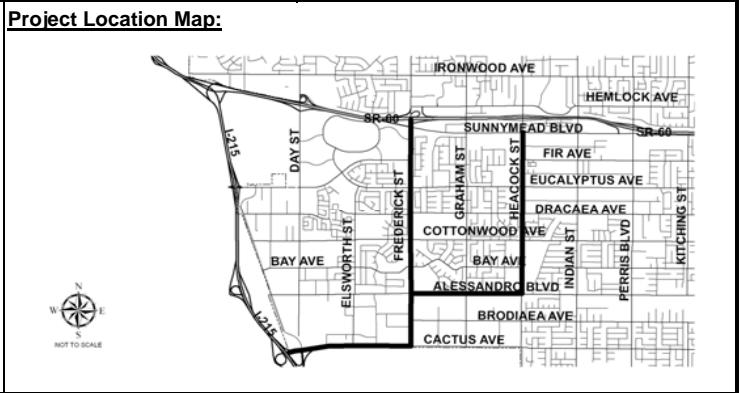 Project Location Map:
IRONWOOD AVE
HEMLOCK AVE
SR-60
SUNNYMEAD BLVD
SR-60
I-215
DAY ST
FIR AVE
GRAHAM ST
HEACOCK ST
EUCALYPTUS AVE
FREDERICK ST
DRACAEA AVE
KITCHING ST
ELSWORTH ST
COTTONWOOD AVE
INDIAN ST
PERRIS BLVD
BAY AVE
BAY AVE
ALESSANDRO BLVD
N
W
E
S
NOT TO SCALE
I-215
BRODIAEA AVE
CACTUS AVE